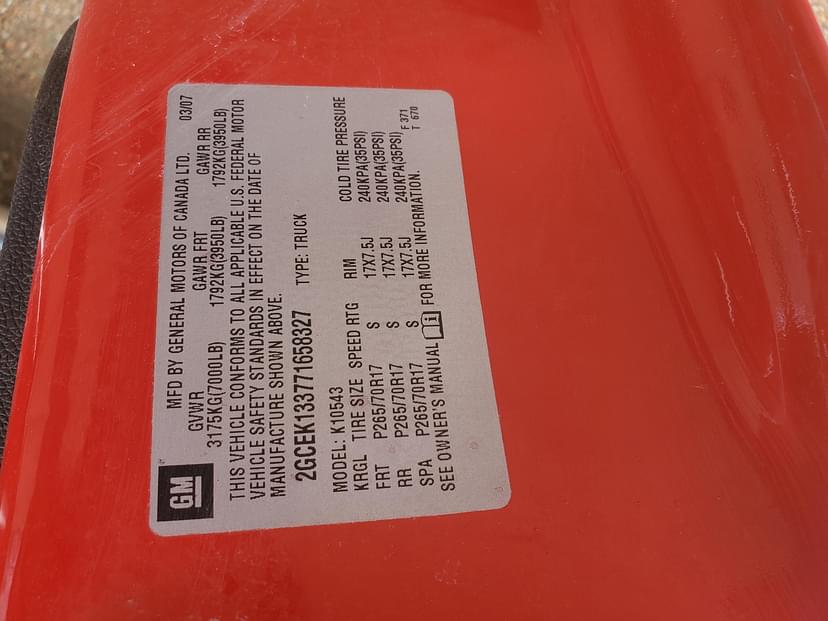 GM
MFD BY GENERAL MOTORS OF CANADA LTD. 03/07
GVWR GAWR FRT GAWR RR
3175KG(7000LB) 1792KG(3950LB) 1792KG(3950LB)
THIS VEHICLE CONFORMS TO ALL APPLICABLE U.S. FEDERAL MOTOR
VEHICLE SAFETY STANDARDS IN EFFECT ON THE DATE OF
MANUFACTURE SHOWN ABOVE.
2GCEK133771658327 TYPE: TRUCK
MODEL: K10543
KRGL TIRE SIZE SPEED RTG RIM COLD TIRE PRESSURE
FRT P265/70R17 S 17X7.5J 240KPA(35PSI)
RR P265/70R17 S 17X7.5J 240KPA(35PSI)
SPA P265/70R17 S 17X7.5J 240KPA(35PSI) F 371
SEE OWNER'S MANUAL FOR MORE INFORMATION. T 670